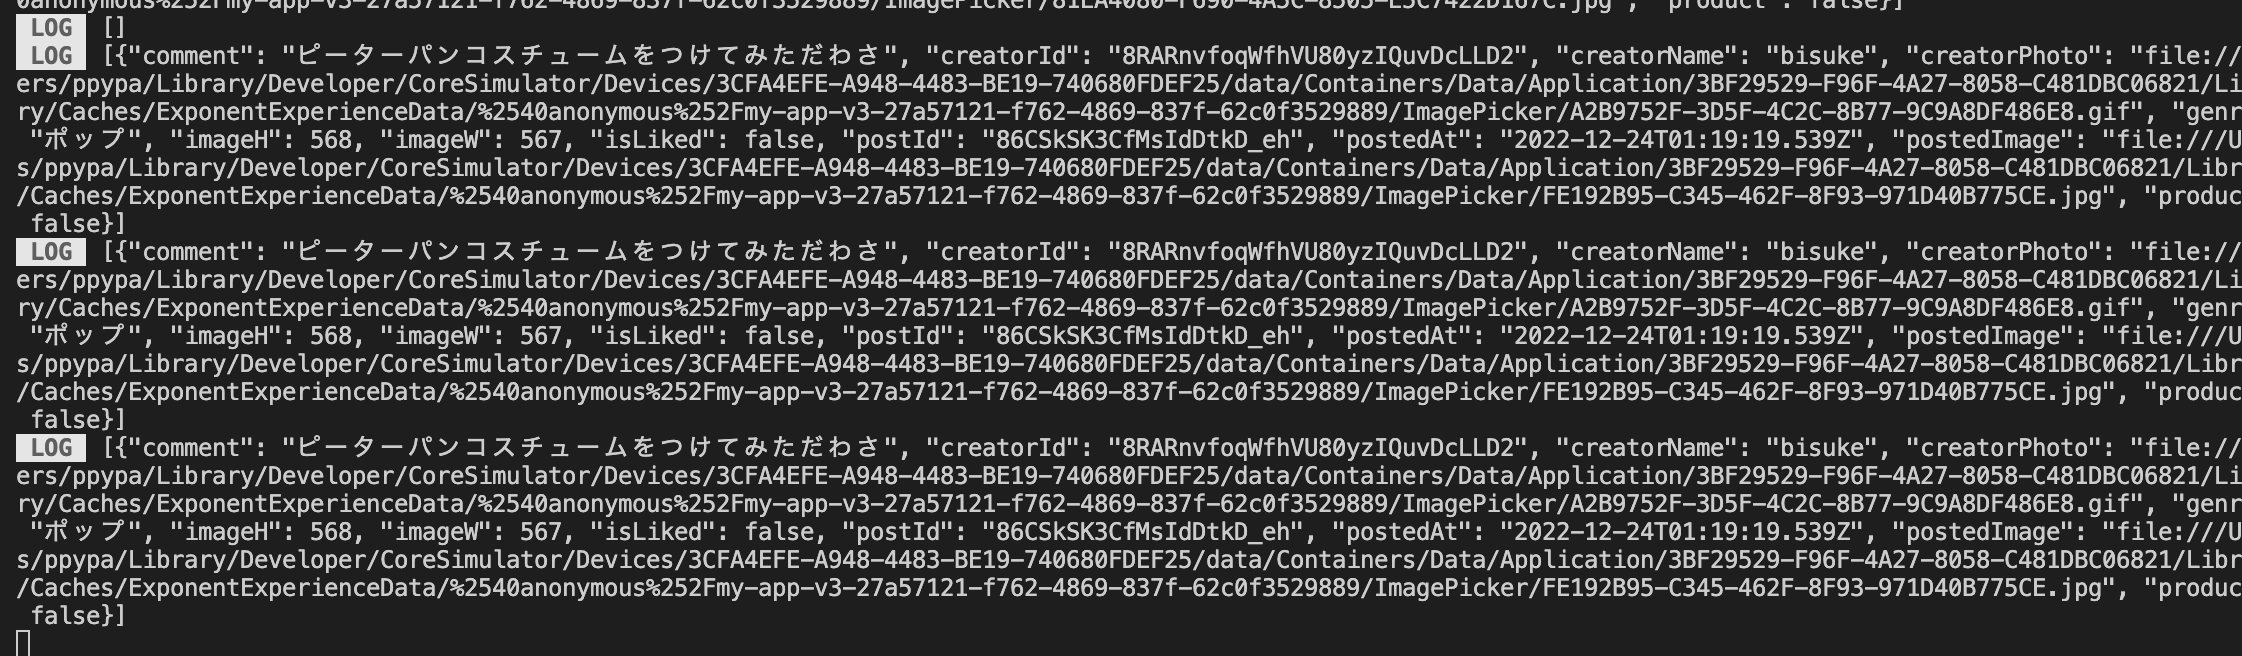 0anonymous%252Fmy-app-v3-27a57121-f762-4869-837f-62c0f3529889/ImagePicker/81EA4080-F690-4A5C-8505-E5C7422D167C.jpg", "product": false}]
LOG []
LOG [{"comment": "ピーターパンコスチュームをつけてみただわさ", "creatorId": "8RARnvfoqWfhVU80yzIQuvDcLLD2", "creatorName": "bisuke", "creatorPhoto": "file://
ers/ppypa/Library/Developer/CoreSimulator/Devices/3CFA4EFE-A948-4483-BE19-740680FDEF25/data/Containers/Data/Application/3BF29529-F96F-4A27-8058-C481DBC06821/Li
ry/Caches/ExponentExperienceData/%2540anonymous%252Fmy-app-v3-27a57121-f762-4869-837f-62c0f3529889/ImagePicker/A2B9752F-3D5F-4C2C-8B77-9C9A8DF486E8.gif", "genr
"ポップ", "imageH": 568, "imageW": 567, "isLiked": false, "postId": "86CSkSK3CfMsIdDtkD_eh", "postedAt": "2022-12-24T01:19:19.539Z", "postedImage": "file:///U
s/ppypa/Library/Developer/CoreSimulator/Devices/3CFA4EFE-A948-4483-BE19-740680FDEF25/data/Containers/Data/Application/3BF29529-F96F-4A27-8058-C481DBC06821/Libr
/Caches/ExponentExperienceData/%2540anonymous%252Fmy-app-v3-27a57121-f762-4869-837f-62c0f3529889/ImagePicker/FE192B95-C345-462F-8F93-971D40B775CE.jpg", "produc
false}]
LOG [{"comment": "ピーターパンコスチュームをつけてみただわさ", "creatorId": "8RARnvfoqWfhVU80yzIQuvDcLLD2", "creatorName": "bisuke", "creatorPhoto": "file://
ers/ppypa/Library/Developer/CoreSimulator/Devices/3CFA4EFE-A948-4483-BE19-740680FDEF25/data/Containers/Data/Application/3BF29529-F96F-4A27-8058-C481DBC06821/Li
ry/Caches/ExponentExperienceData/%2540anonymous%252Fmy-app-v3-27a57121-f762-4869-837f-62c0f3529889/ImagePicker/A2B9752F-3D5F-4C2C-8B77-9C9A8DF486E8.gif", "genr
"ポップ", "imageH": 568, "imageW": 567, "isLiked": false, "postId": "86CSkSK3CfMsIdDtkD_eh", "postedAt": "2022-12-24T01:19:19.539Z", "postedImage": "file:///U
s/ppypa/Library/Developer/CoreSimulator/Devices/3CFA4EFE-A948-4483-BE19-740680FDEF25/data/Containers/Data/Application/3BF29529-F96F-4A27-8058-C481DBC06821/Libr
/Caches/ExponentExperienceData/%2540anonymous%252Fmy-app-v3-27a57121-f762-4869-837f-62c0f3529889/ImagePicker/FE192B95-C345-462F-8F93-971D40B775CE.jpg", "produc
false}]
LOG [{"comment": "ピーターパンコスチュームをつけてみただわさ", "creatorId": "8RARnvfoqWfhVU80yzIQuvDcLLD2", "creatorName": "bisuke", "creatorPhoto": "file://
ers/ppypa/Library/Developer/CoreSimulator/Devices/3CFA4EFE-A948-4483-BE19-740680FDEF25/data/Containers/Data/Application/3BF29529-F96F-4A27-8058-C481DBC06821/Li
ry/Caches/ExponentExperienceData/%2540anonymous%252Fmy-app-v3-27a57121-f762-4869-837f-62c0f3529889/ImagePicker/A2B9752F-3D5F-4C2C-8B77-9C9A8DF486E8.gif", "genr
"ポップ", "imageH": 568, "imageW": 567, "isLiked": false, "postId": "86CSkSK3CfMsIdDtkD_eh", "postedAt": "2022-12-24T01:19:19.539Z", "postedImage": "file:///U
s/ppypa/Library/Developer/CoreSimulator/Devices/3CFA4EFE-A948-4483-BE19-740680FDEF25/data/Containers/Data/Application/3BF29529-F96F-4A27-8058-C481DBC06821/Libr
/Caches/ExponentExperienceData/%2540anonymous%252Fmy-app-v3-27a57121-f762-4869-837f-62c0f3529889/ImagePicker/FE192B95-C345-462F-8F93-971D40B775CE.jpg", "produc
false}]